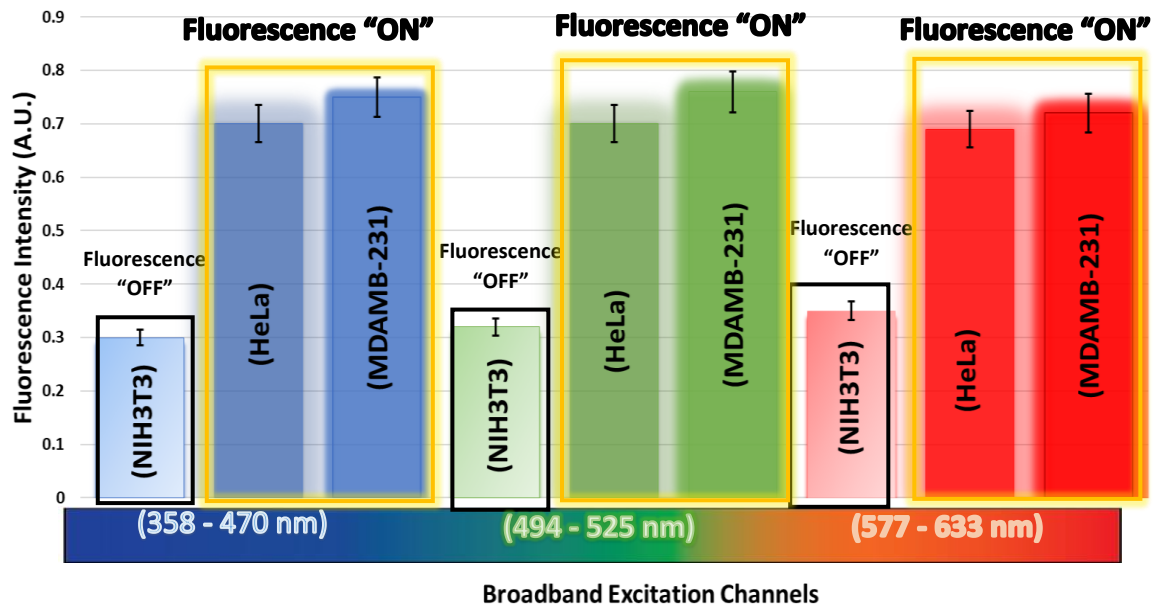 Fluorescence “ON”
Fluorescence “ON”
Fluorescence “ON”
Fluorescence Intensity (A.U.)
0.9
0.8
0.7
0.6
0.5
0.4
0.3
0.2
0.1
0
Fluorescence
“OFF”
(NIH3T3)
(HeLa)
(MDAMB-231)
Fluorescence
“OFF”
(NIH3T3)
(HeLa)
(MDAMB-231)
Fluorescence
“OFF”
(NIH3T3)
(HeLa)
(MDAMB-231)
(358 - 470 nm)
(494 - 525 nm)
(577 - 633 nm)
Broadband Excitation Channels